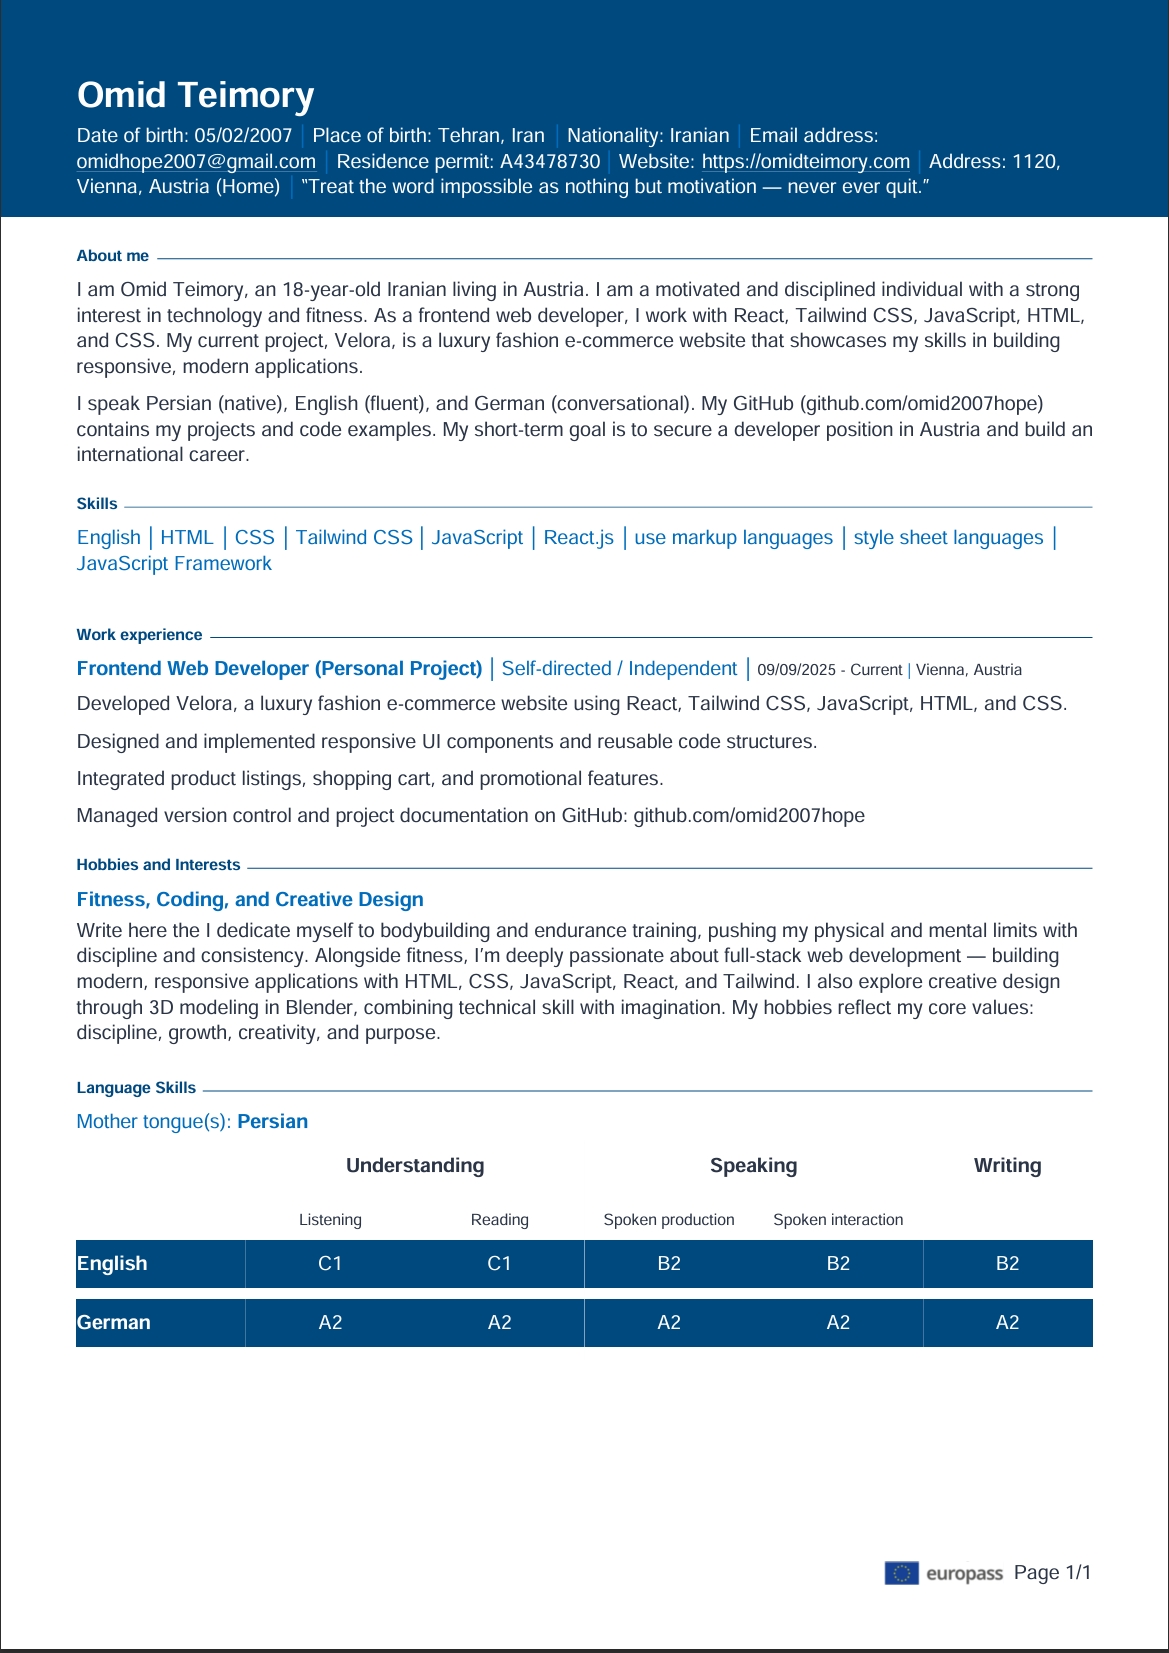 Omid Teimory
Date of birth: 05/02/2007 | Place of birth: Tehran, Iran | Nationality: Iranian | Email address:
omidhope2007@gmail.com | Residence permit: A43478730 | Website: https://omidteimory.com | Address: 1120,
Vienna, Austria (Home) | "Treat the word impossible as nothing but motivation — never ever quit."
About me
I am Omid Teimory, an 18-year-old Iranian living in Austria. I am a motivated and disciplined individual with a strong
interest in technology and fitness. As a frontend web developer, I work with React, Tailwind CSS, JavaScript, HTML,
and CSS. My current project, Velora, is a luxury fashion e-commerce website that showcases my skills in building
responsive, modern applications.
I speak Persian (native), English (fluent), and German (conversational). My GitHub (github.com/omid2007hope)
contains my projects and code examples. My short-term goal is to secure a developer position in Austria and build an
international career.
Skills
English | HTML | CSS | Tailwind CSS | JavaScript | React.js | use markup languages | style sheet languages |
JavaScript Framework
Work experience
Frontend Web Developer (Personal Project) | Self-directed / Independent | 09/09/2025 - Current | Vienna, Austria
Developed Velora, a luxury fashion e-commerce website using React, Tailwind CSS, JavaScript, HTML, and CSS.
Designed and implemented responsive UI components and reusable code structures.
Integrated product listings, shopping cart, and promotional features.
Managed version control and project documentation on GitHub: github.com/omid2007hope
Hobbies and Interests
Fitness, Coding, and Creative Design
Write here the I dedicate myself to bodybuilding and endurance training, pushing my physical and mental limits with
discipline and consistency. Alongside fitness, I'm deeply passionate about full-stack web development — building
modern, responsive applications with HTML, CSS, JavaScript, React, and Tailwind. I also explore creative design
through 3D modeling in Blender, combining technical skill with imagination. My hobbies reflect my core values:
discipline, growth, creativity, and purpose.
Language Skills
Mother tongue(s): Persian
Understanding Speaking Writing
Listening Reading Spoken production Spoken interaction
English C1 C1 B2 B2 B2
German A2 A2 A2 A2 A2
europass Page 1/1